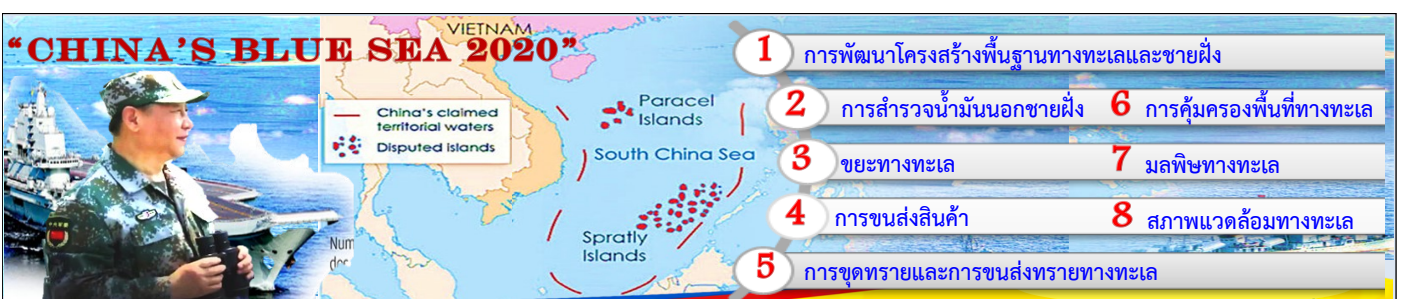 “CHINA’S BLUE SEA 2020”
VIETNAM
China's claimed
territorial waters
Disputed islands
Paracel
Islands
South China Sea
Spratly
Islands
Num
1 การพัฒนาโครงสร้างพื้นฐานทางทะเลและชายฝั่ง
2 การสำรวจน้ำมันนอกชายฝั่ง 6 การคุ้มครองพื้นที่ทางทะเล
3 ขยะทางทะเล 7 มลพิษทางทะเล
4 การขนส่งสินค้า 8 สภาพแวดล้อมทางทะเล
5 การขุดทรายและการขนส่งทรายทางทะเล